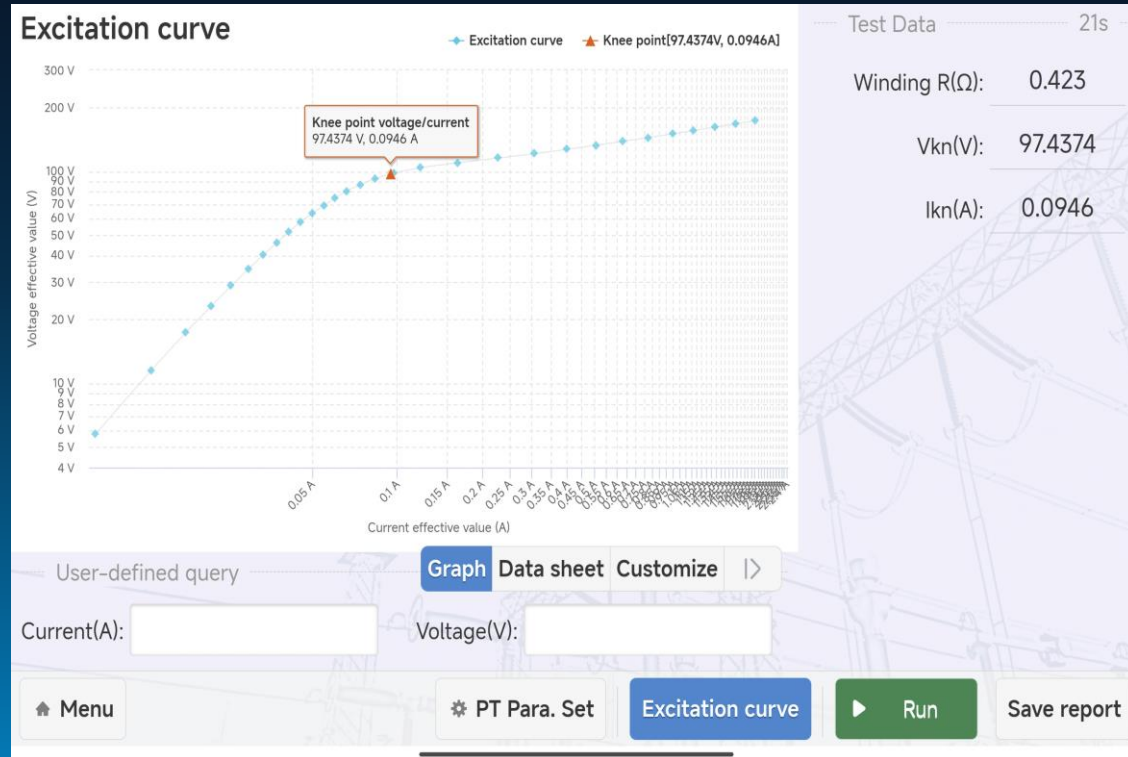 Excitation curve
Excitation curve
Knee point[97.4374V, 0.0946A]
300 V
200 V
100 V
90 V
80 V
70 V
60 V
50 V
40 V
30 V
20 V
10 V
9 V
8 V
7 V
6 V
5 V
4 V
Voltage effective value (V)
Knee point voltage/current
97.4374 V, 0.0946 A
0.05 A
0.1 A
0.15 A
0.2 A
0.25 A
0.3 A
0.35 A
0.4 A
0.45 A
Current effective value (A)
Test Data
21s
Winding R(Ω): 0.423
Vkn(V): 97.4374
Ikn(A): 0.0946
User-defined query
Graph Data sheet Customize
Current(A): Voltage(V):
Menu PT Para. Set Excitation curve Run Save report